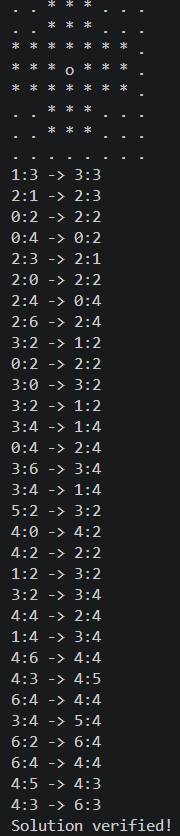 . . * * * . . .
. . * * * . . .
* * * * * * * .
* * * o * * * .
* * * * * * * .
. . * * * . . .
. . * * * . . .
. . . . . . . .
1:3 -> 3:3
2:1 -> 2:3
0:2 -> 2:2
0:4 -> 0:2
2:3 -> 2:1
2:0 -> 2:2
2:4 -> 0:4
2:6 -> 2:4
3:2 -> 1:2
0:2 -> 2:2
3:0 -> 3:2
3:2 -> 1:2
3:4 -> 1:4
0:4 -> 2:4
3:6 -> 3:4
3:4 -> 1:4
5:2 -> 3:2
4:0 -> 4:2
4:2 -> 2:2
1:2 -> 3:2
3:2 -> 3:4
4:4 -> 2:4
1:4 -> 3:4
4:6 -> 4:4
4:3 -> 4:5
6:4 -> 4:4
3:4 -> 5:4
6:2 -> 6:4
6:4 -> 4:4
4:5 -> 4:3
4:3 -> 6:3
Solution verified!